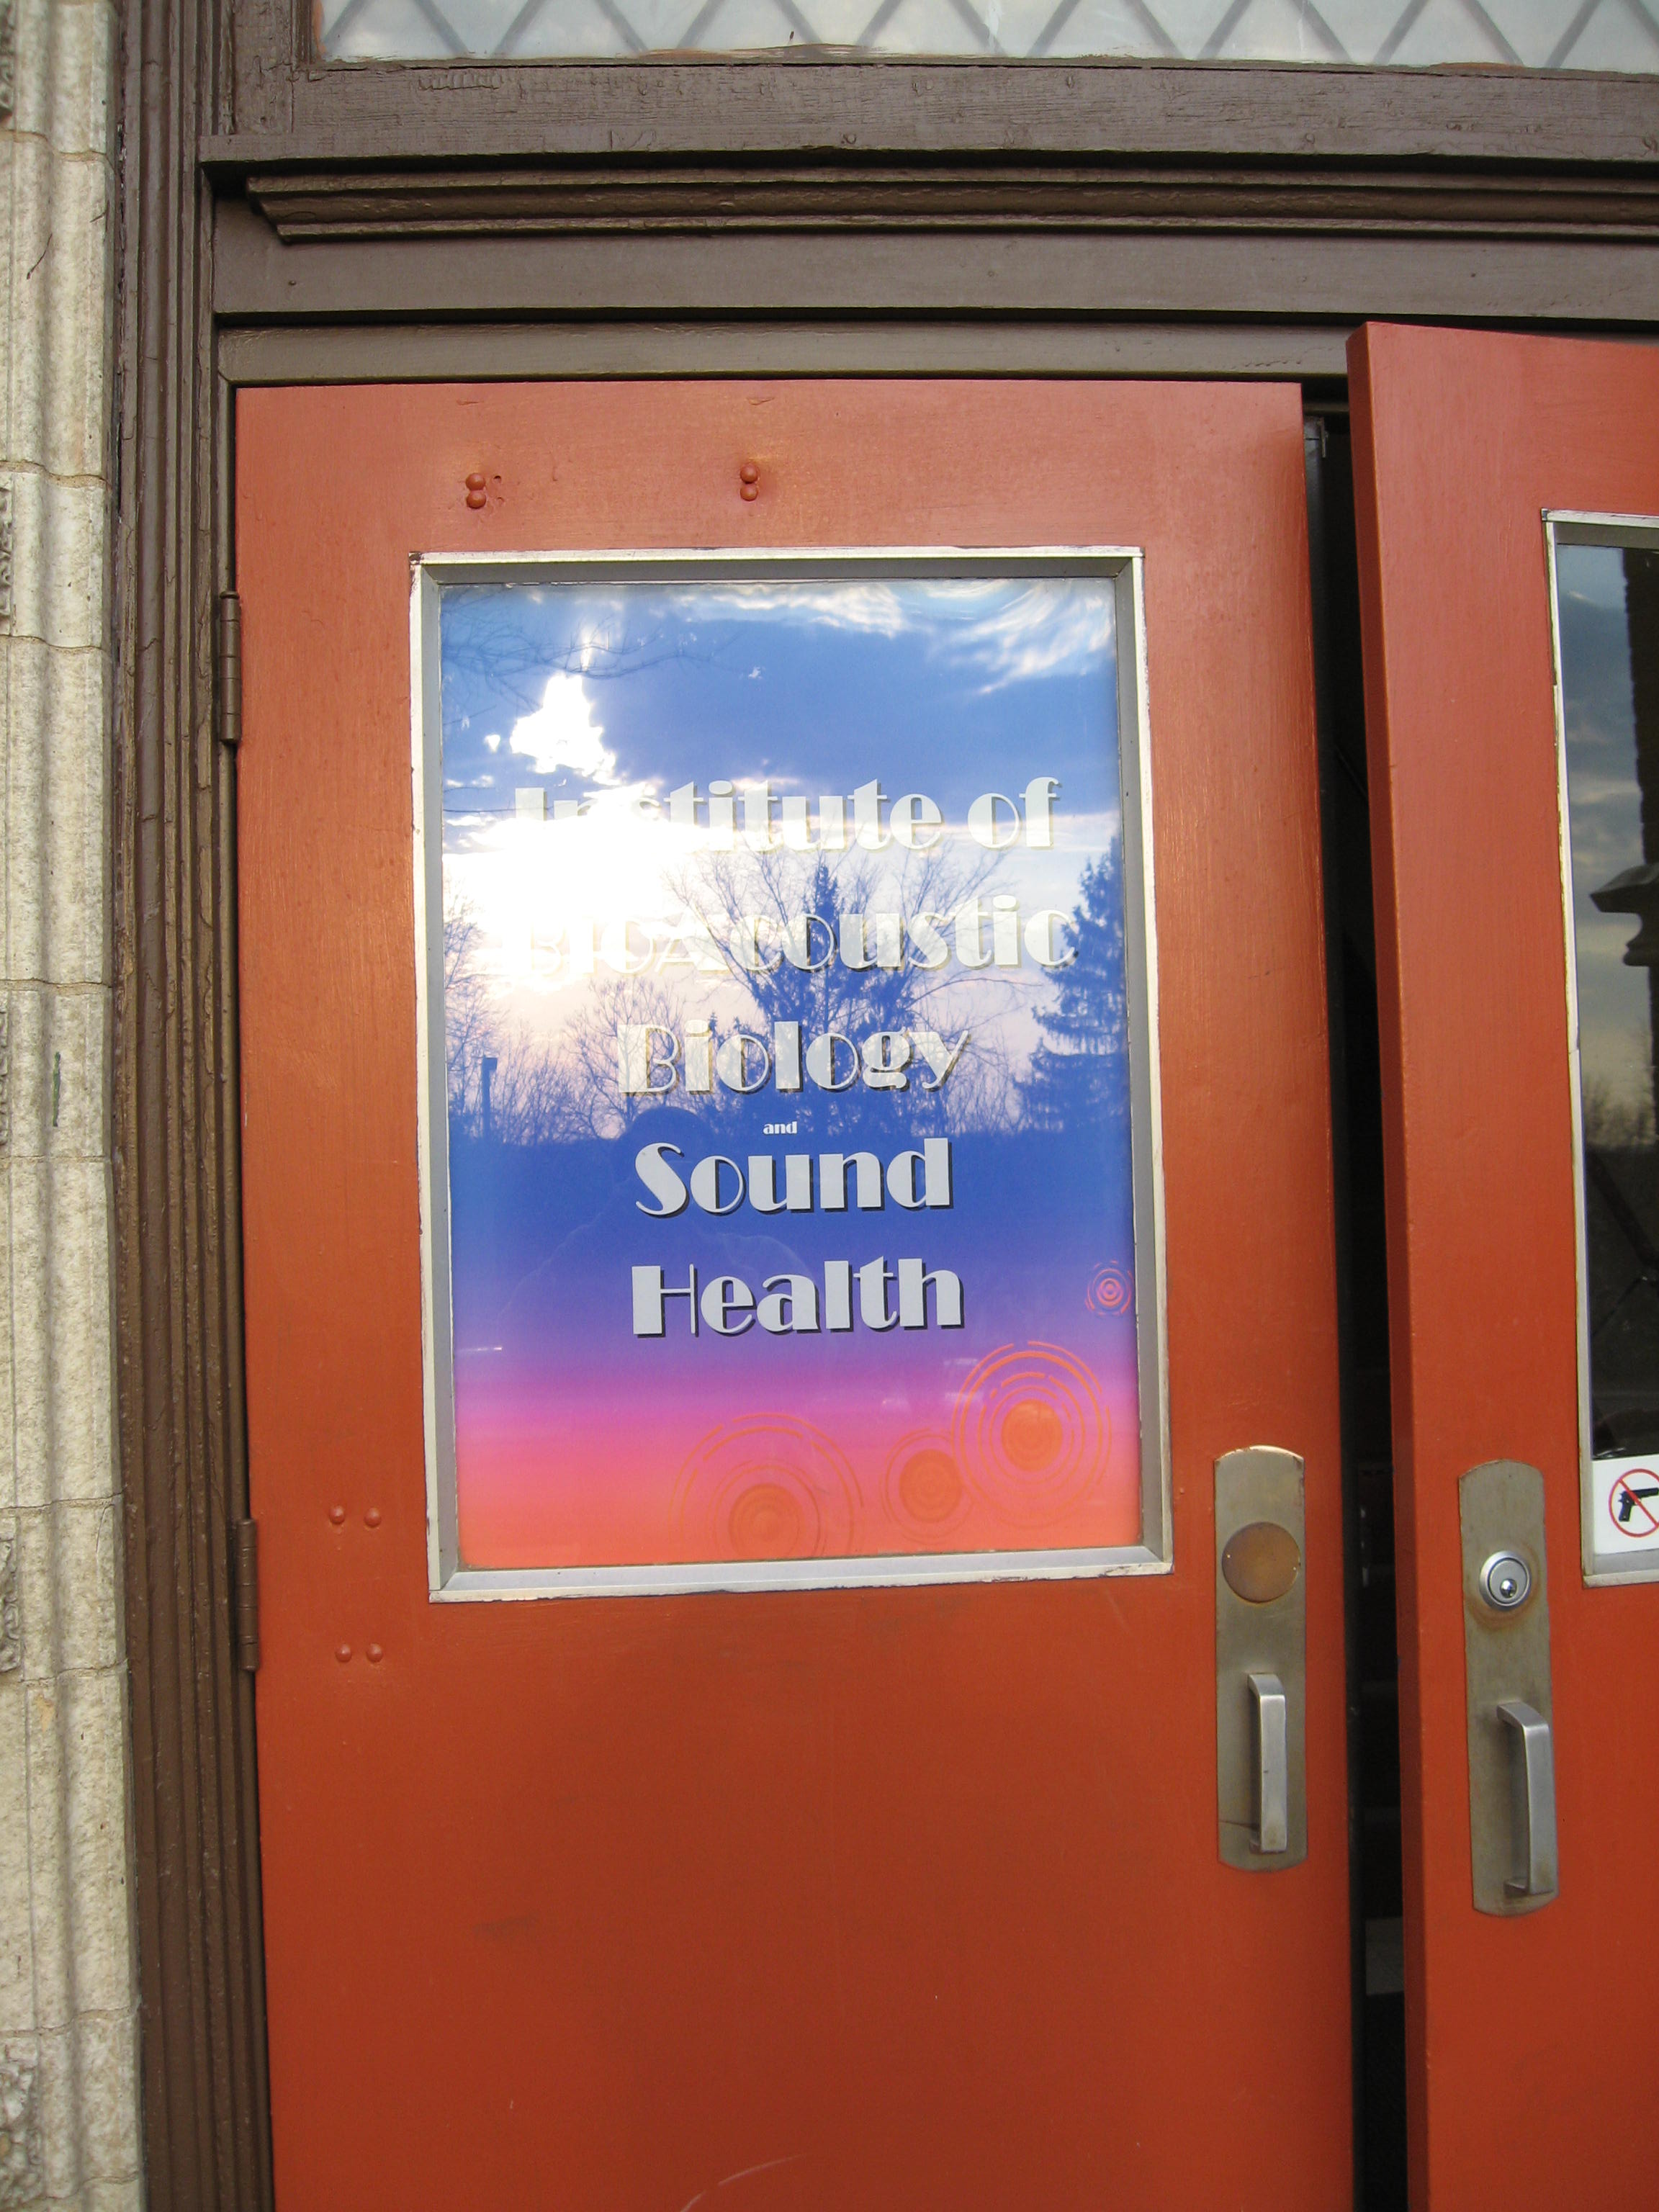 Institute of
BioAcoustic
Biology
and
Sound
Health